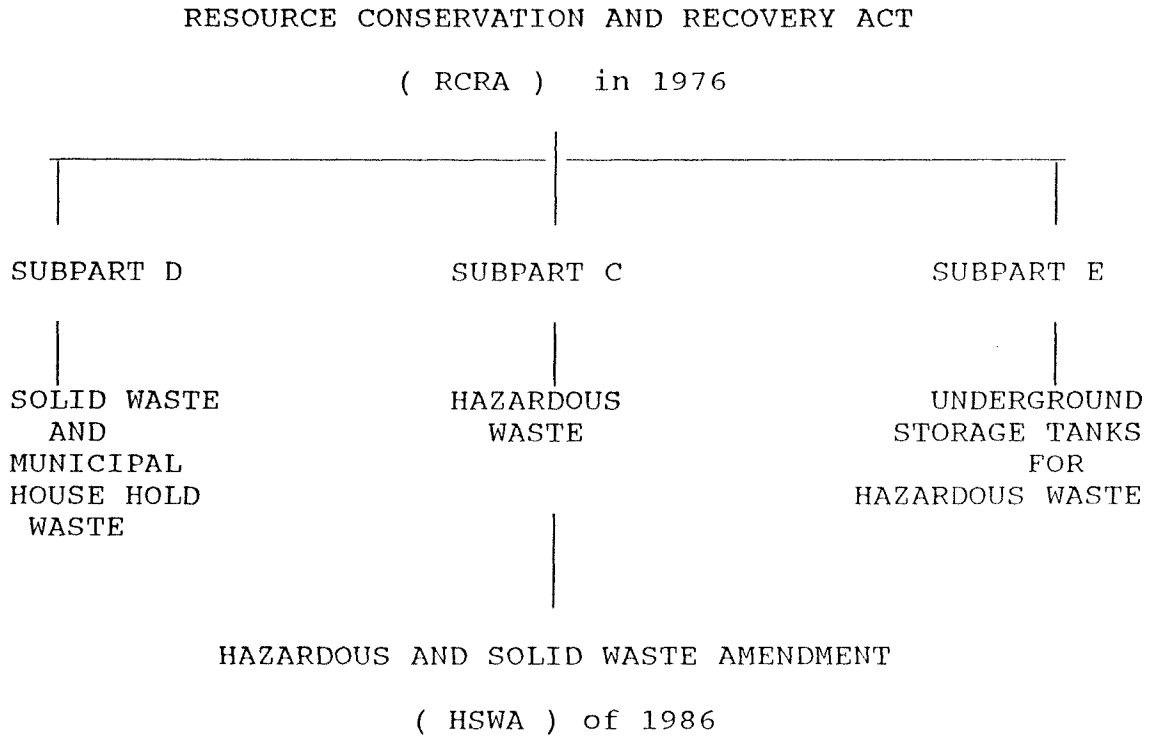 RESOURCE CONSERVATION AND RECOVERY ACT
( RCRA ) in 1976
SUBPART D
SUBPART C
SUBPART E
SOLID WASTE
AND
MUNICIPAL
HOUSE HOLD
WASTE
HAZARDOUS
WASTE
UNDERGROUND
STORAGE TANKS
FOR
HAZARDOUS WASTE
HAZARDOUS AND SOLID WASTE AMENDMENT
( HSWA ) of 1986